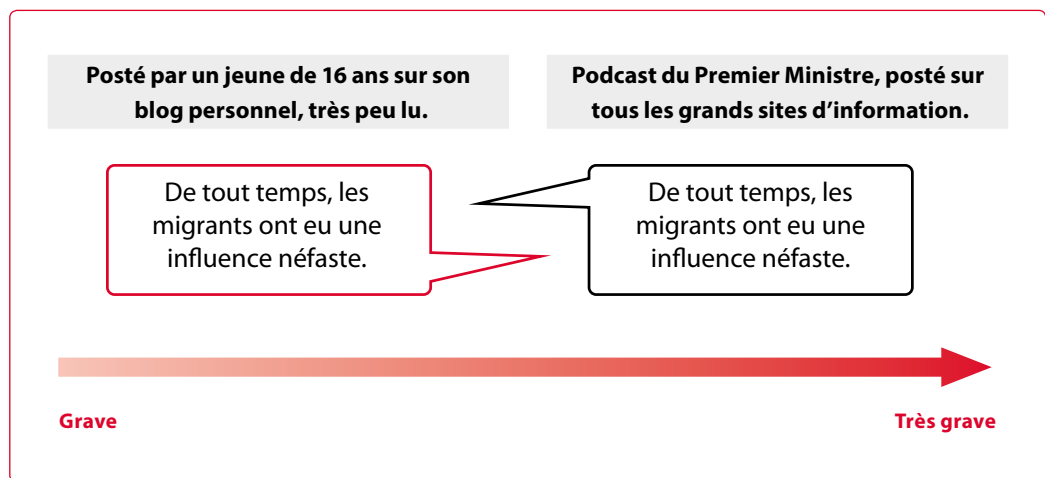 Posté par un jeune de 16 ans sur son
blog personnel, très peu lu.
Podcast du Premier Ministre, posté sur
tous les grands sites d’information.
De tout temps, les
migrants ont eu une
influence néfaste.
De tout temps, les
migrants ont eu une
influence néfaste.
Grave
Très grave